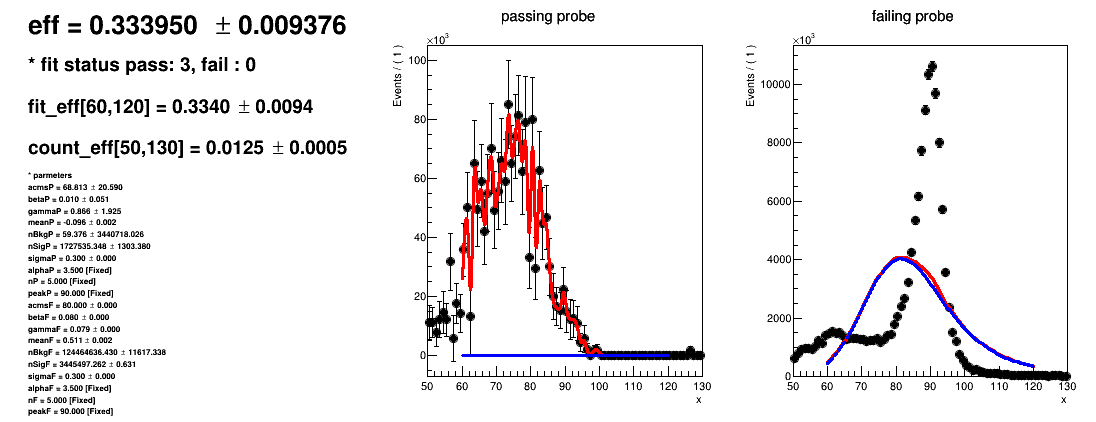 eff = 0.333950 ± 0.009376
* fit status pass: 3, fail : 0
fit_eff[60,120] = 0.3340 ± 0.0094
count_eff[50,130] = 0.0125 ± 0.0005
* parmeters
acmsP = 68.813 ± 20.590
betaP = 0.010 ± 0.051
gammaP = 0.866 ± 1.925
meanP = -0.096 ± 0.002
nBkgP = 59.376 ± 3440718.026
nSigP = 1727535.348 ± 1303.380
sigmaP = 0.300 ± 0.000
alphaP = 3.500 [Fixed]
nP = 5.000 [Fixed]
peakP = 90.000 [Fixed]
acmsF = 80.000 ± 0.000
betaF = 0.080 ± 0.000
gammaF = 0.079 ± 0.000
meanF = 0.511 ± 0.002
nBkgF = 124464636.430 ± 11617.338
nSigF = 3445497.262 ± 0.631
sigmaF = 0.300 ± 0.000
alphaF = 3.500 [Fixed]
nF = 5.000 [Fixed]
peakF = 90.000 [Fixed]
passing probe
×10³
Events / ( 1 )
100
80
60
40
20
0
50 60 70 80 90 100 110 120 130
x
failing probe
×10³
Events / ( 1 )
10000
8000
6000
4000
2000
0
50 60 70 80 90 100 110 120 130
x